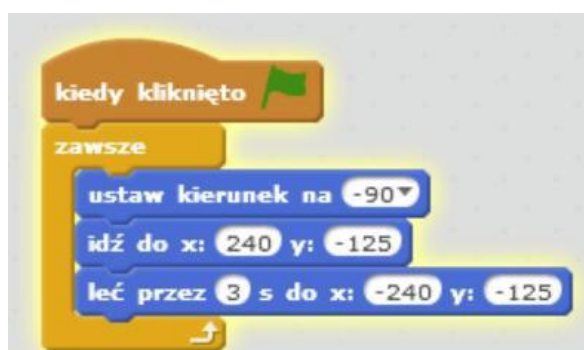 kiedy kliknięto
zawsze
ustaw kierunek na -90
idź do x: 240 y: -125
leć przez 3 s do x: -240 y: -125